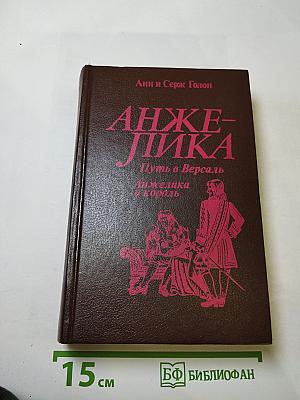 Анн и Серж Голон
АНЖЕ-
ЛИКА
Путь в Версаль
Анжелика
и король
15 см
БФ БИБЛИОФАН